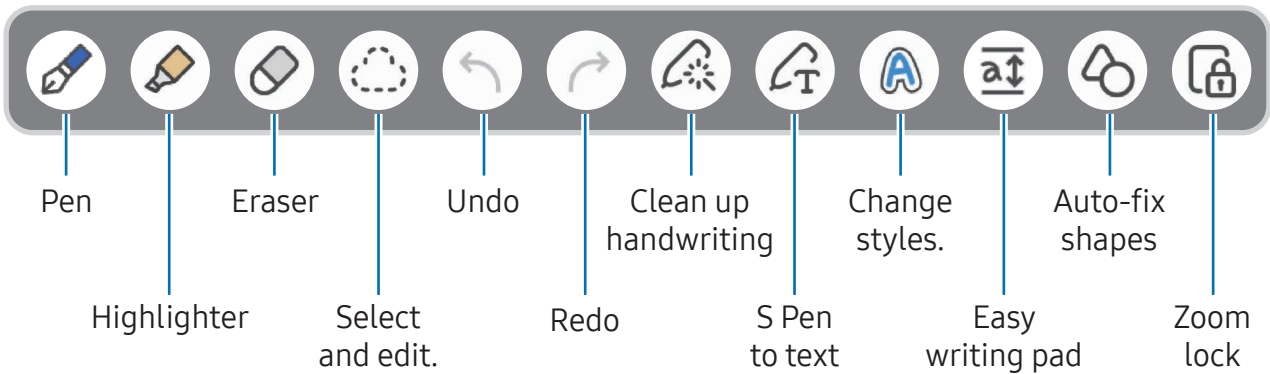 Pen
Eraser
Undo
Clean up
handwriting
Change
styles.
Auto-fix
shapes
Highlighter
Select
and edit.
Redo
S Pen
to text
Easy
writing pad
Zoom
lock